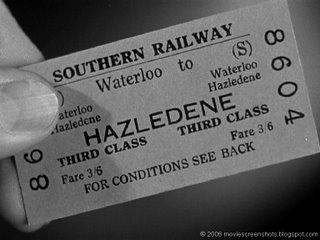 SOUTHERN RAILWAY
(S)
Waterloo to
Waterloo
Hazledene
Waterloo
Hazledene
HAZLEDENE
THIRD CLASS THIRD CLASS
Fare 3/6 Fare 3/6
FOR CONDITIONS SEE BACK
8604
86
© 2006 moviescreenshots.blogspot.com